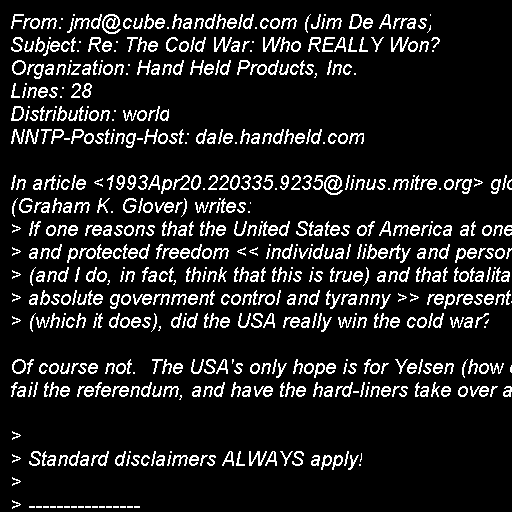 From: jmd@cube.handheld.com (Jim De Arras)
Subject: Re: The Cold War: Who REALLY Won?
Organization: Hand Held Products, Inc.
Lines: 28
Distribution: world
NNTP-Posting-Host: dale.handheld.com
In article <1993Apr20.220335.9235@linus.mitre.org>
(Graham K. Glover) writes:
> If one reasons that the United States of America at one
> and protected freedom << individual liberty and
> (and I do, in fact, think that this is true) and that
> absolute government control and tyranny >>
> (which it does), did the USA really win the cold war?
Of course not.  The USA's only hope is for Yelsen (how
fail the referendum, and have the hard-liners take over
>
> Standard disclaimers ALWAYS apply!
>
> ----------------